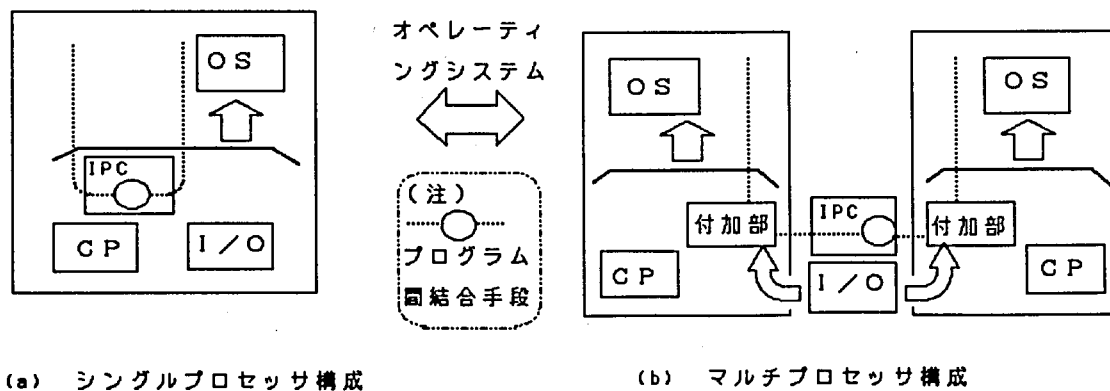 OS
IPC
CP
I/O
(a) シングルプロセッサ構成
オペレーティ
ングシステム
(注)
プログラム
間結合手段
OS
付加部
CP
IPC
I/O
OS
付加部
CP
(b) マルチプロセッサ構成